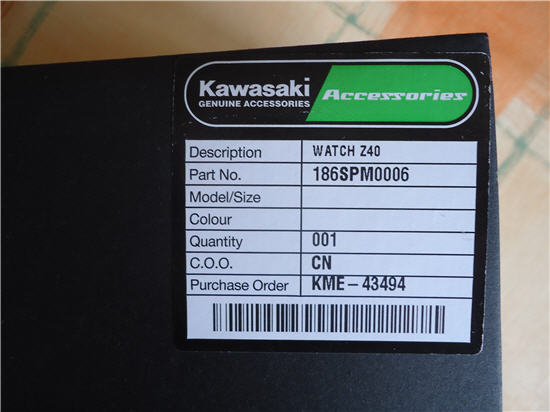 Kawasaki
GENUINE ACCESSORIES
Accessories
Description WATCH Z40
Part No. 186SPM0006
Model/Size
Colour
Quantity 001
C.O.O. CN
Purchase Order KME-43494